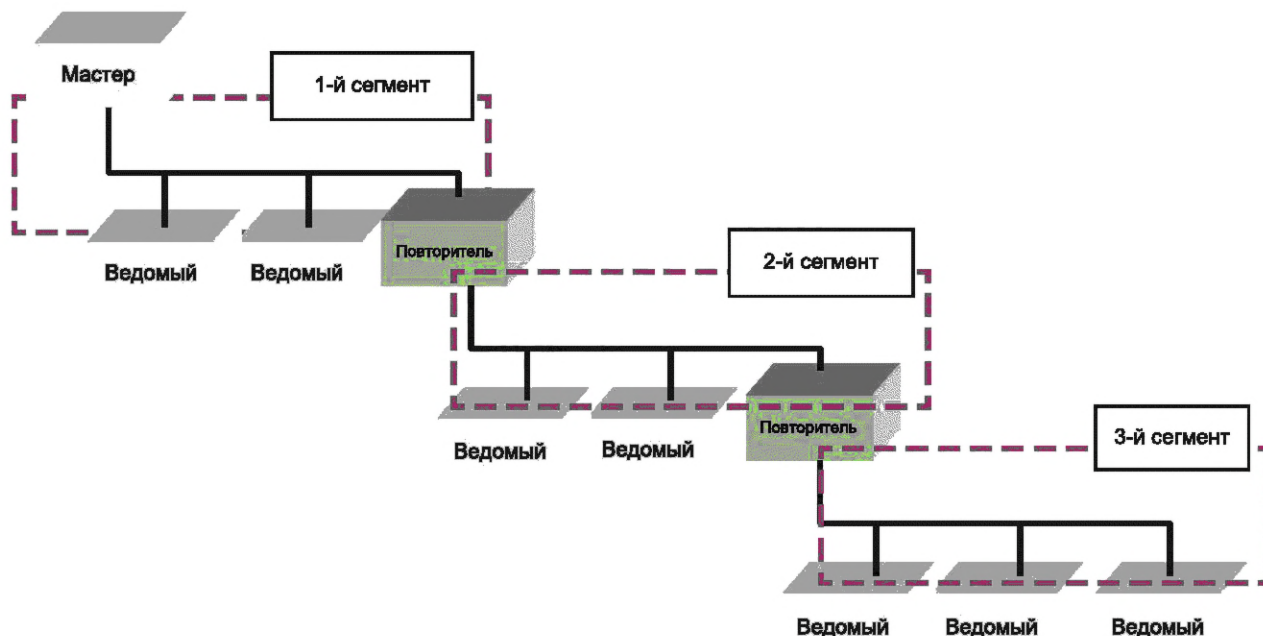 Мастер
1-й сегмент
Ведомый
Ведомый
Повторитель
2-й сегмент
Ведомый
Ведомый
Повторитель
3-й сегмент
Ведомый
Ведомый
Ведомый